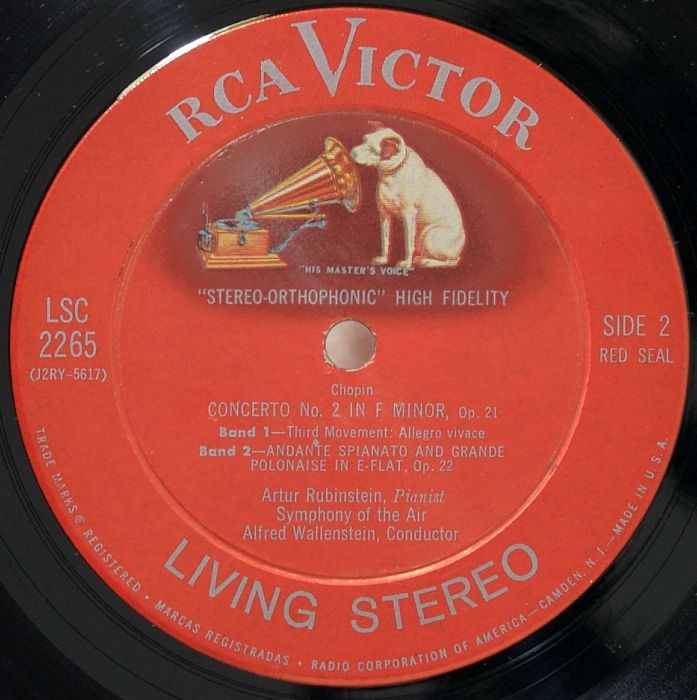 RCA VICTOR
"HIS MASTER'S VOICE"
"STEREO-ORTHOPHONIC" HIGH FIDELITY
LSC
2265
(J2RY-5617)
SIDE 2
RED SEAL
Chopin
CONCERTO No. 2 IN F MINOR, Op. 21
Band 1—Third Movement: Allegro vivace
Band 2—ANDANTE SPIANATO AND GRANDE
POLONAISE IN E-FLAT, Op. 22
Artur Rubinstein, Pianist
Symphony of the Air
Alfred Wallenstein, Conductor
LIVING STEREO
TRADE MARKS ® REGISTERED • MARCAS REGISTRADAS • RADIO CORPORATION OF AMERICA—CAMDEN, N. J.—MADE IN U.S.A.